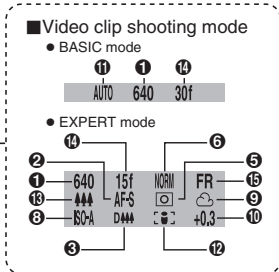 ■Video clip shooting mode
● BASIC mode
⓫ ❶ ⓮
AUTO 640 30f
● EXPERT mode
⓮ ❻
❷ ❺
❶ 640 15f NORM FR ⓯
⓭ AF-S ❾
❽ ISO-A D +0.3 ❿
❸ ⓬